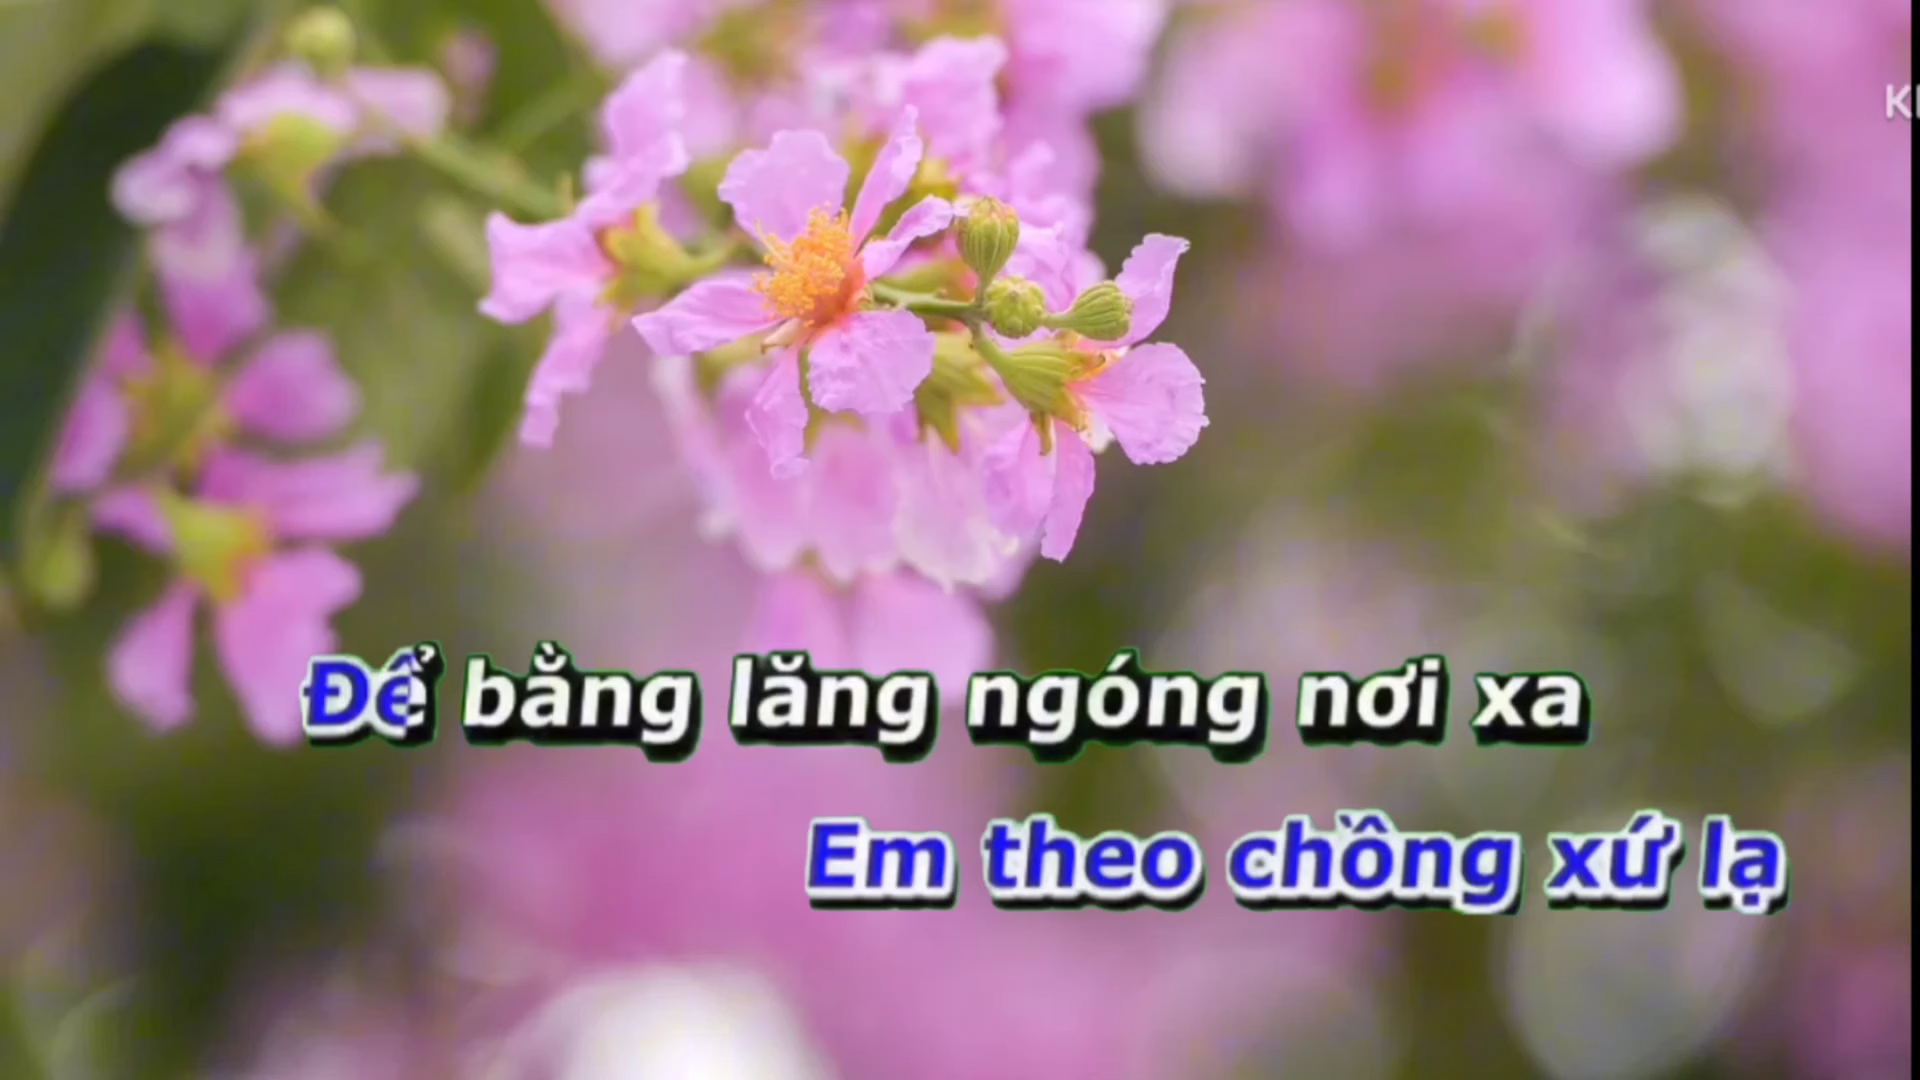 Để bằng lăng ngóng nơi xa
Em theo chồng xứ lạ